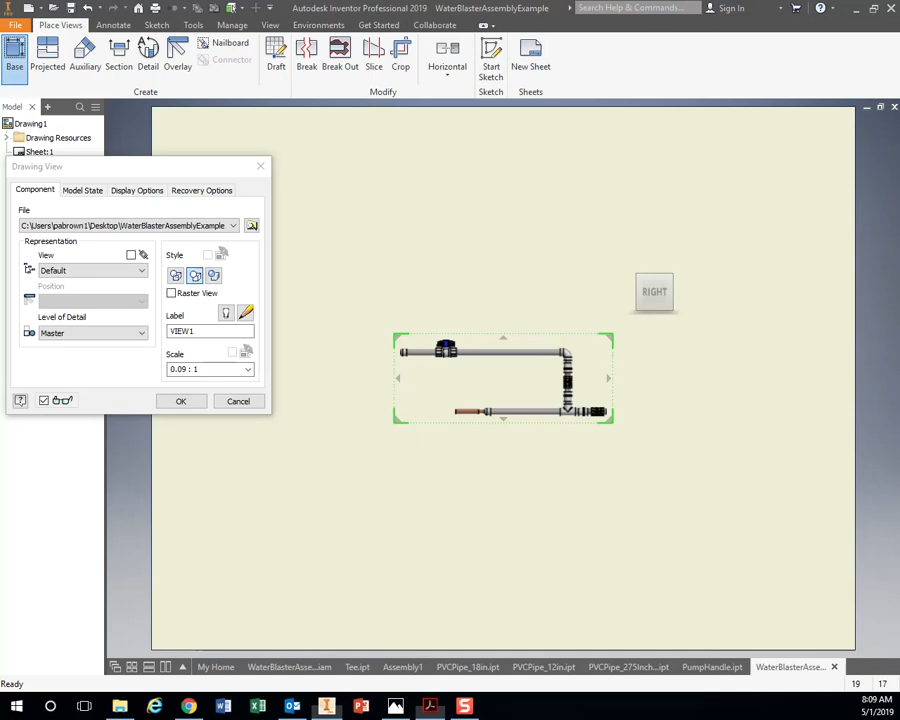 Autodesk Inventor Professional 2019 WaterBlasterAssemblyExample Search Help & Commands... Sign In
File Place Views Annotate Sketch Tools Manage View Environments Get Started Collaborate
Base Projected Auxiliary Section Detail Overlay Nailboard Connector Draft Break Break Out Slice Crop Horizontal Start Sketch New Sheet
Create Modify Sketch Sheets
Model
Drawing1
Drawing Resources
Sheet:1
Drawing View
Component Model State Display Options Recovery Options
File
C:\Users\pabrown1\Desktop\WaterBlasterAssemblyExample
Representation
View
Default
Position
Level of Detail
Master
Style
Raster View
Label
VIEW1
Scale
0.09 : 1
OK Cancel
RIGHT
My Home WaterBlasterAsse...iam Tee.ipt Assembly1 PVCPipe_18in.ipt PVCPipe_12in.ipt PVCPipe_275Inch...ipt PumpHandle.ipt WaterBlasterAsse...
Ready 19 17
8:09 AM
5/1/2019